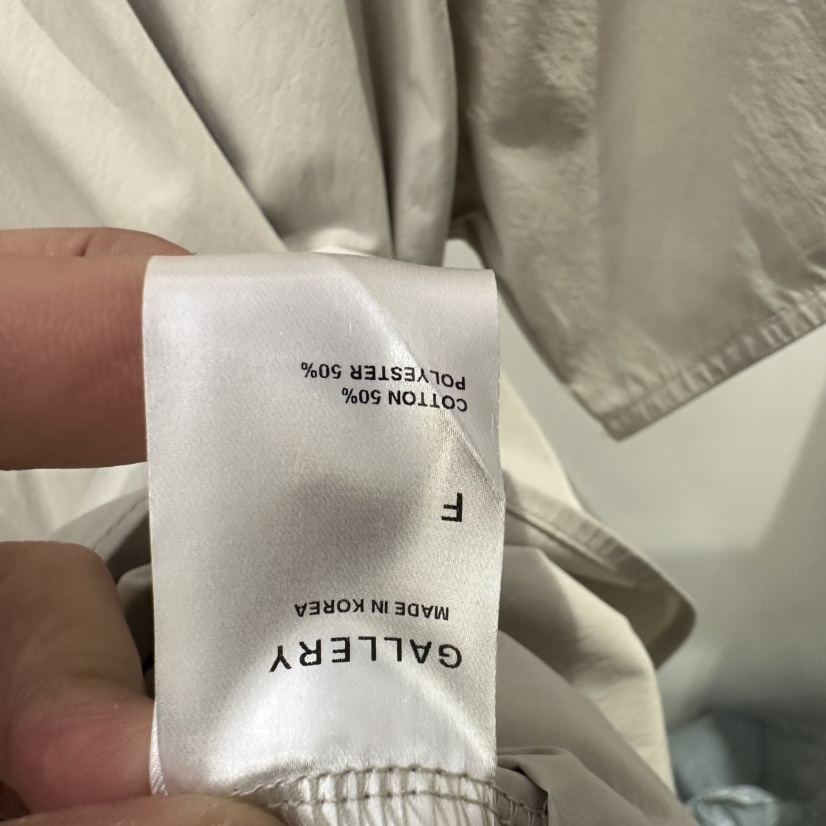 GALLERY
MADE IN KOREA
F
COTTON 50%
POLYESTER 50%